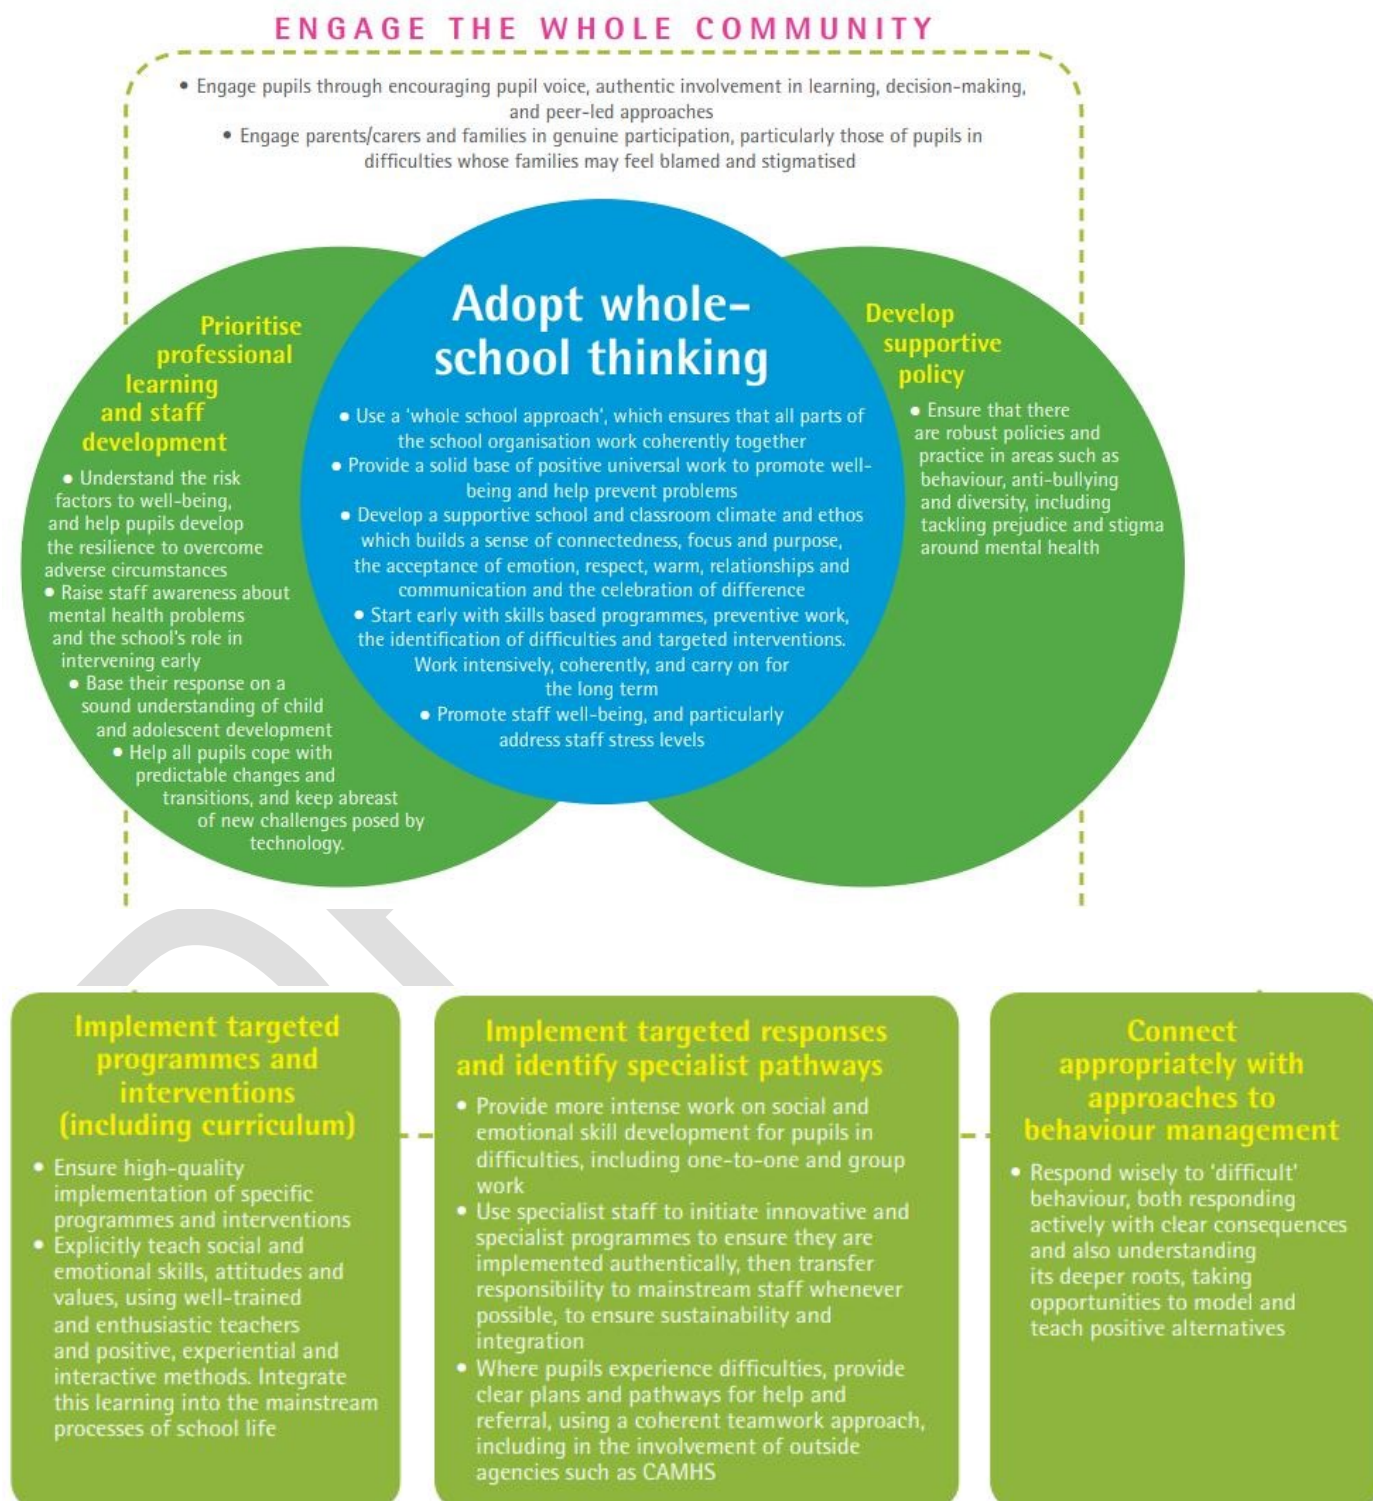 ENGAGE THE WHOLE COMMUNITY
• Engage pupils through encouraging pupil voice, authentic involvement in learning, decision-making,
and peer-led approaches
• Engage parents/carers and families in genuine participation, particularly those of pupils in
difficulties whose families may feel blamed and stigmatised
Prioritise
professional
learning
and staff
development
• Understand the risk
factors to well-being,
and help pupils develop
the resilience to overcome
adverse circumstances
• Raise staff awareness about
mental health problems
and the school's role in
intervening early
• Base their response on a
sound understanding of child
and adolescent development
• Help all pupils cope with
predictable changes and
transitions, and keep abreast
of new challenges posed by
technology.
Adopt whole-
school thinking
• Use a 'whole school approach', which ensures that all parts of
the school organisation work coherently together
• Provide a solid base of positive universal work to promote well-
being and help prevent problems
• Develop a supportive school and classroom climate and ethos
which builds a sense of connectedness, focus and purpose,
the acceptance of emotion, respect, warm, relationships and
communication and the celebration of difference
• Start early with skills based programmes, preventive work,
the identification of difficulties and targeted interventions.
Work intensively, coherently, and carry on for
the long term
• Promote staff well-being, and particularly
address staff stress levels
Develop
supportive
policy
• Ensure that there
are robust policies and
practice in areas such as
behaviour, anti-bullying
and diversity, including
tackling prejudice and stigma
around mental health
Implement targeted
programmes and
interventions
(including curriculum)
• Ensure high-quality
implementation of specific
programmes and interventions
• Explicitly teach social and
emotional skills, attitudes and
values, using well-trained
and enthusiastic teachers
and positive, experiential and
interactive methods. Integrate
this learning into the mainstream
processes of school life
Implement targeted responses
and identify specialist pathways
• Provide more intense work on social and
emotional skill development for pupils in
difficulties, including one-to-one and group
work
• Use specialist staff to initiate innovative and
specialist programmes to ensure they are
implemented authentically, then transfer
responsibility to mainstream staff whenever
possible, to ensure sustainability and
integration
• Where pupils experience difficulties, provide
clear plans and pathways for help and
referral, using a coherent teamwork approach,
including in the involvement of outside
agencies such as CAMHS
Connect
appropriately with
approaches to
behaviour management
• Respond wisely to 'difficult'
behaviour, both responding
actively with clear consequences
and also understanding
its deeper roots, taking
opportunities to model and
teach positive alternatives